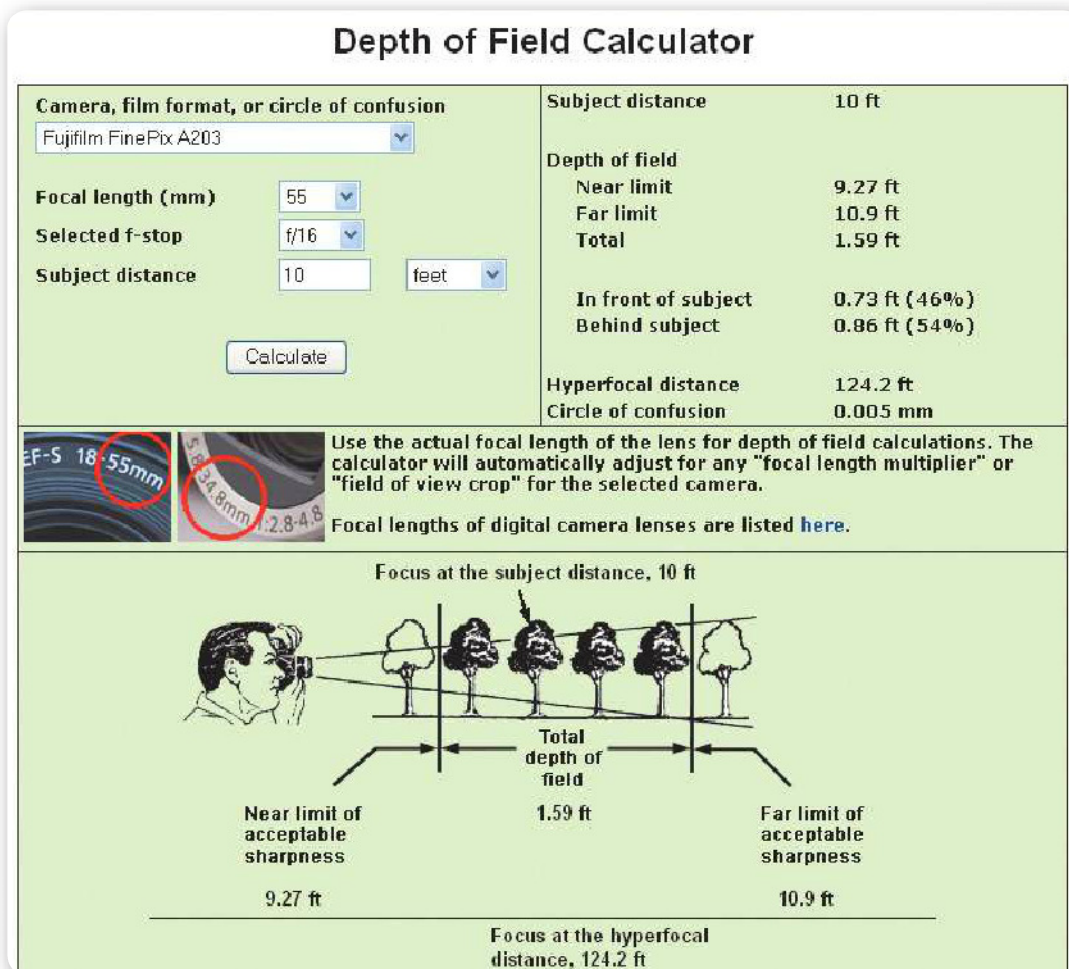 Depth of Field Calculator
Camera, film format, or circle of confusion
Fujifilm FinePix A203
Focal length (mm) 55
Selected f-stop f/16
Subject distance 10 feet
Calculate
Subject distance 10 ft
Depth of field
Near limit 9.27 ft
Far limit 10.9 ft
Total 1.59 ft
In front of subject 0.73 ft (46%)
Behind subject 0.86 ft (54%)
Hyperfocal distance 124.2 ft
Circle of confusion 0.005 mm
EF-S 18-55mm
5.8-34.8mm 1:2.8-4.8
Use the actual focal length of the lens for depth of field calculations. The
calculator will automatically adjust for any "focal length multiplier" or
"field of view crop" for the selected camera.
Focal lengths of digital camera lenses are listed here.
Focus at the subject distance, 10 ft
Total
depth of
field
1.59 ft
Near limit of
acceptable
sharpness
9.27 ft
Far limit of
acceptable
sharpness
10.9 ft
Focus at the hyperfocal
distance, 124.2 ft